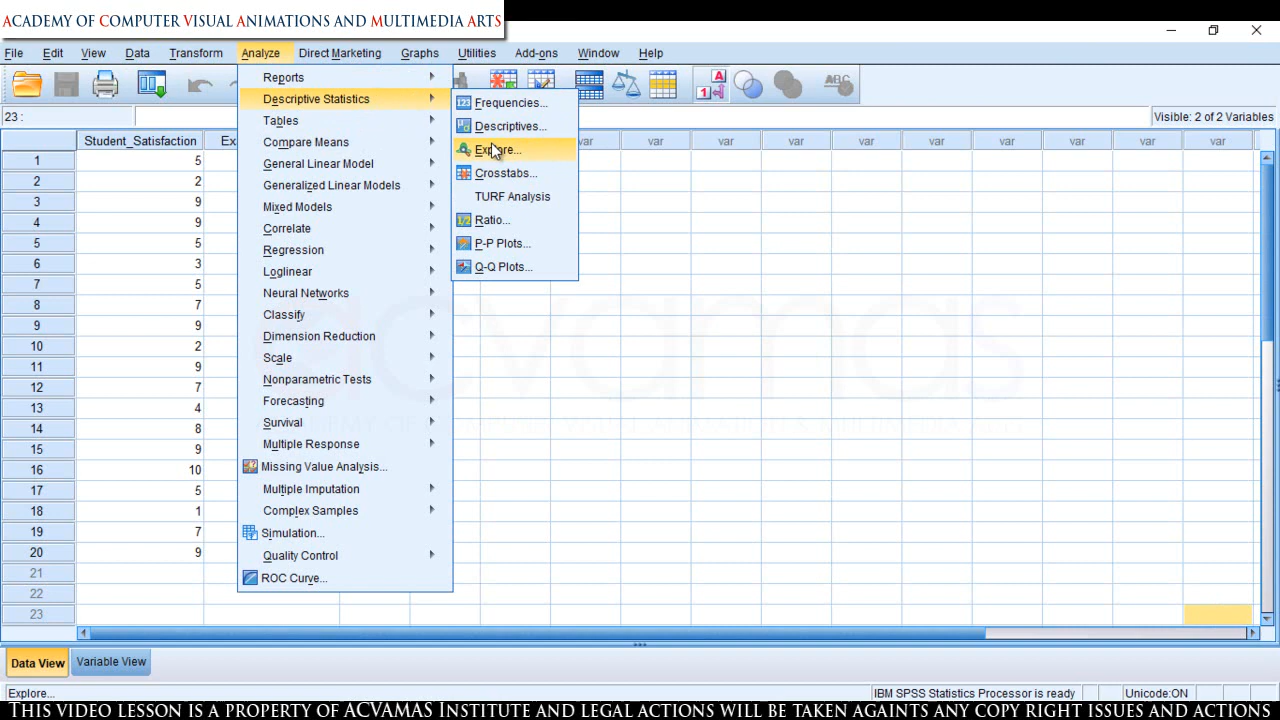 ACADEMY OF COMPUTER VISUAL ANIMATIONS AND MULTIMEDIA ARTS
File Edit View Data Transform Analyze Direct Marketing Graphs Utilities Add-ons Window Help
23 :
Visible: 2 of 2 Variables
Student_Satisfaction Ex var var var var var var var var var var
1 5
2 2
3 9
4 9
5 5
6 3
7 5
8 7
9 9
10 2
11 9
12 7
13 4
14 8
15 9
16 10
17 5
18 1
19 7
20 9
21
22
23
Reports
Descriptive Statistics
Tables
Compare Means
General Linear Model
Generalized Linear Models
Mixed Models
Correlate
Regression
Loglinear
Neural Networks
Classify
Dimension Reduction
Scale
Nonparametric Tests
Forecasting
Survival
Multiple Response
Missing Value Analysis...
Multiple Imputation
Complex Samples
Simulation...
Quality Control
ROC Curve...
Frequencies...
Descriptives...
Explore...
Crosstabs...
TURF Analysis
Ratio...
P-P Plots...
Q-Q Plots...
acvamas
Data View Variable View
Explore... IBM SPSS Statistics Processor is ready Unicode:ON
THIS VIDEO LESSON IS A PROPERTY OF ACVAMAS INSTITUTE AND LEGAL ACTIONS WILL BE TAKEN AGAINTS ANY COPY RIGHT ISSUES AND ACTIONS